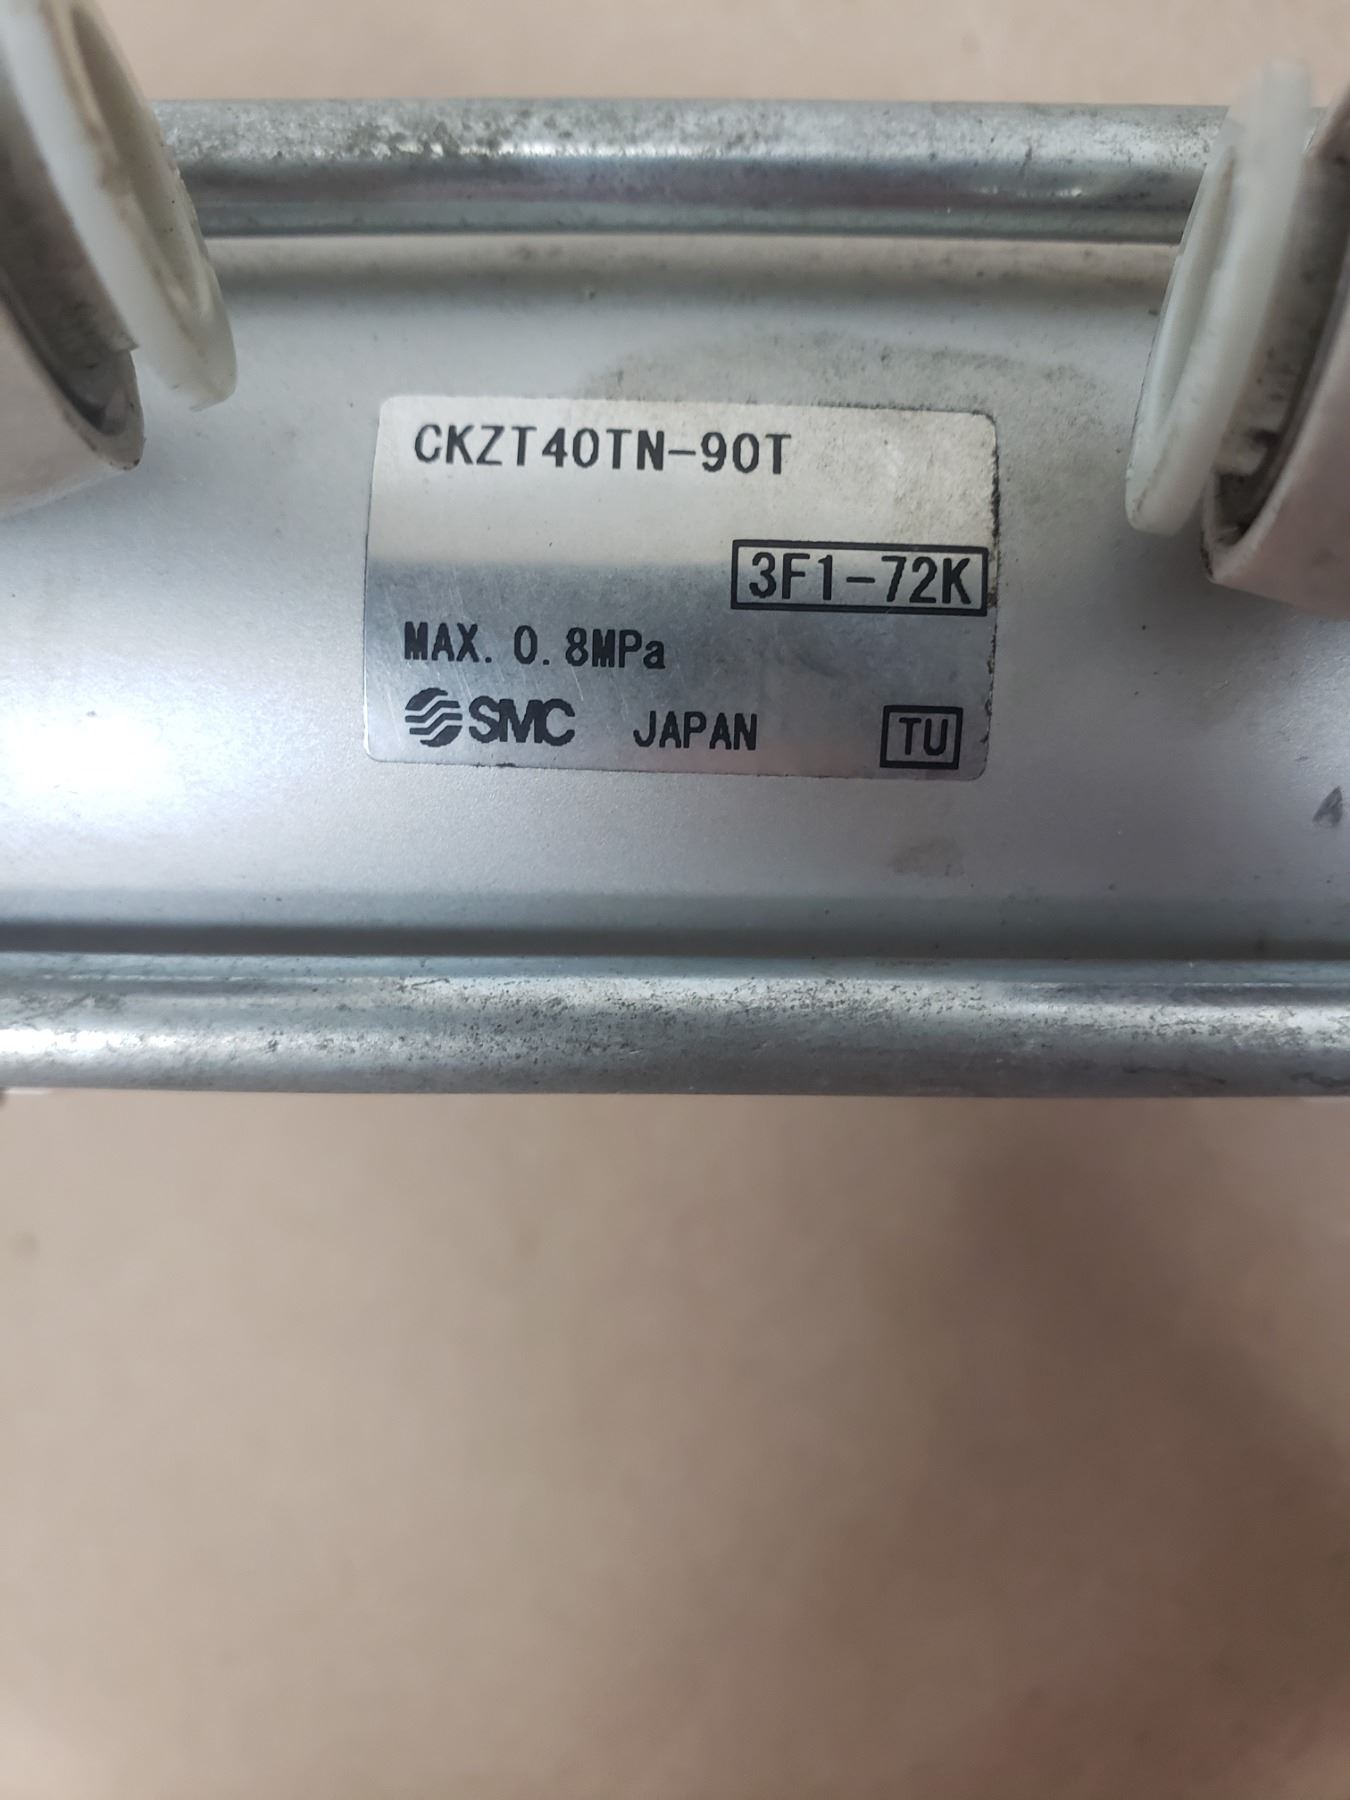 CKZT40TN-90T
3F1-72K
MAX. 0.8MPa
SMC JAPAN TU